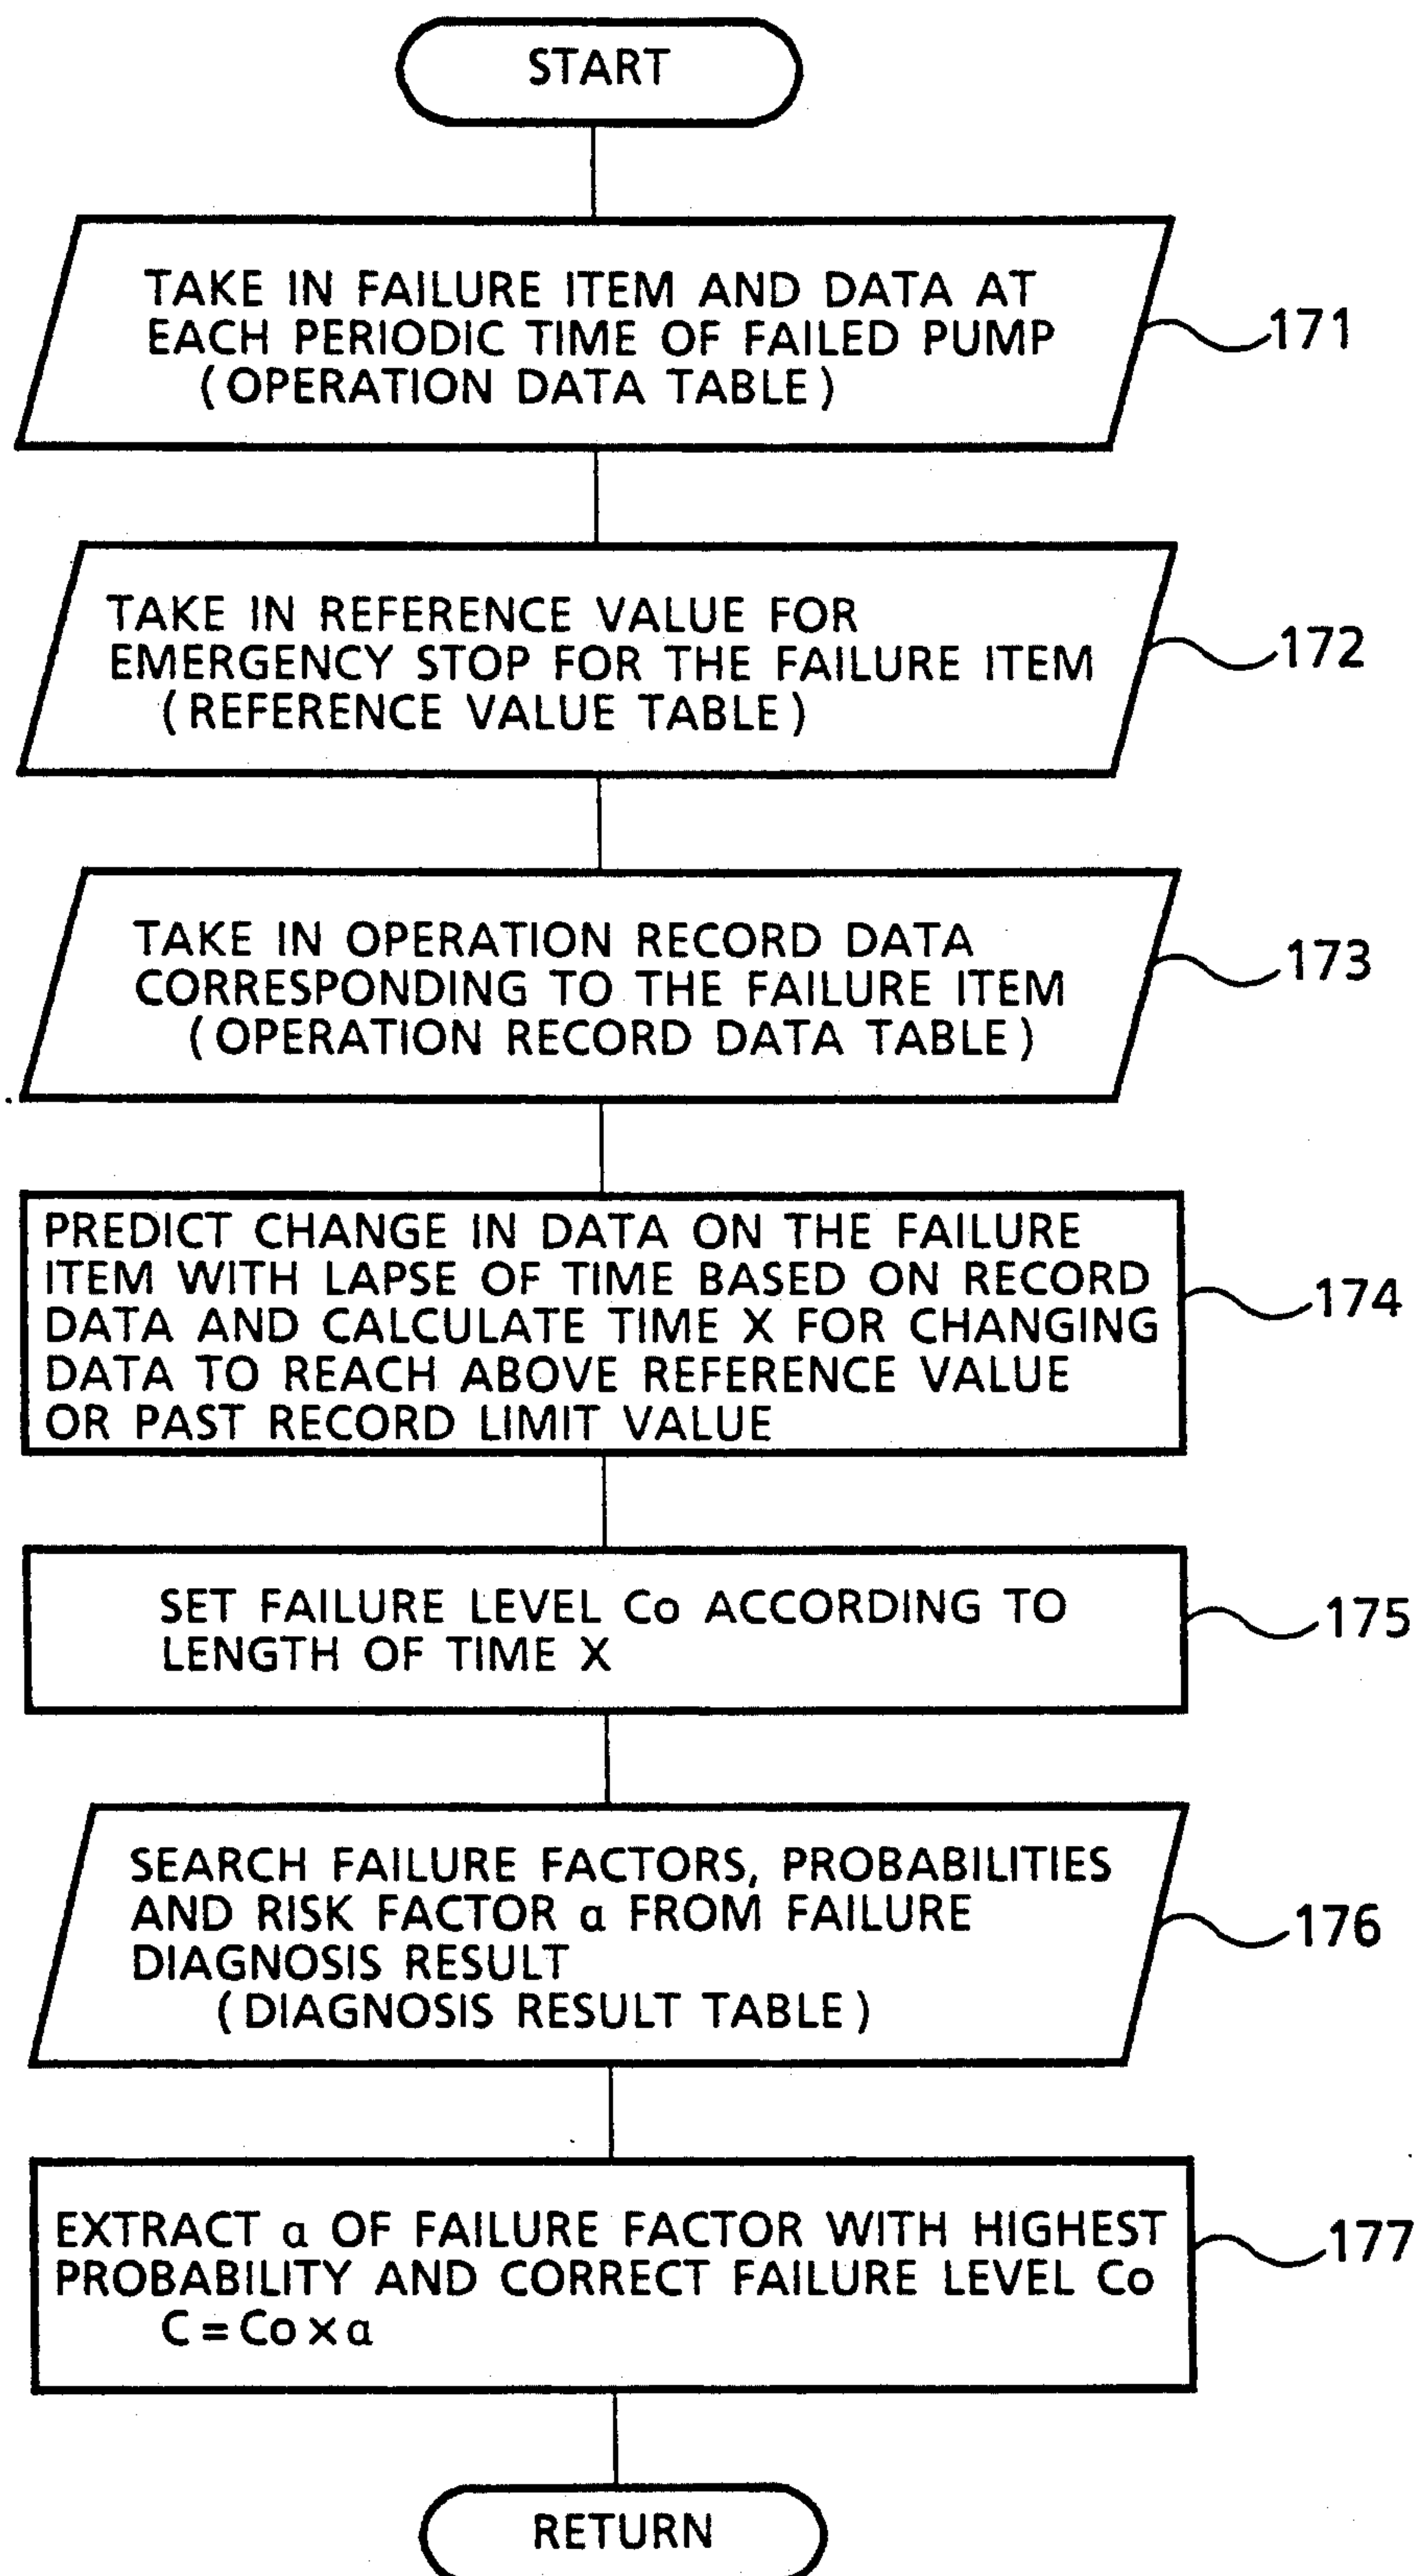 START
TAKE IN FAILURE ITEM AND DATA AT
EACH PERIODIC TIME OF FAILED PUMP
(OPERATION DATA TABLE)
171
TAKE IN REFERENCE VALUE FOR
EMERGENCY STOP FOR THE FAILURE ITEM
(REFERENCE VALUE TABLE)
172
TAKE IN OPERATION RECORD DATA
CORRESPONDING TO THE FAILURE ITEM
(OPERATION RECORD DATA TABLE)
173
PREDICT CHANGE IN DATA ON THE FAILURE
ITEM WITH LAPSE OF TIME BASED ON RECORD
DATA AND CALCULATE TIME X FOR CHANGING
DATA TO REACH ABOVE REFERENCE VALUE
OR PAST RECORD LIMIT VALUE
174
SET FAILURE LEVEL Co ACCORDING TO
LENGTH OF TIME X
175
SEARCH FAILURE FACTORS, PROBABILITIES
AND RISK FACTOR α FROM FAILURE
DIAGNOSIS RESULT
(DIAGNOSIS RESULT TABLE)
176
EXTRACT α OF FAILURE FACTOR WITH HIGHEST
PROBABILITY AND CORRECT FAILURE LEVEL Co
C = Co × α
177
RETURN